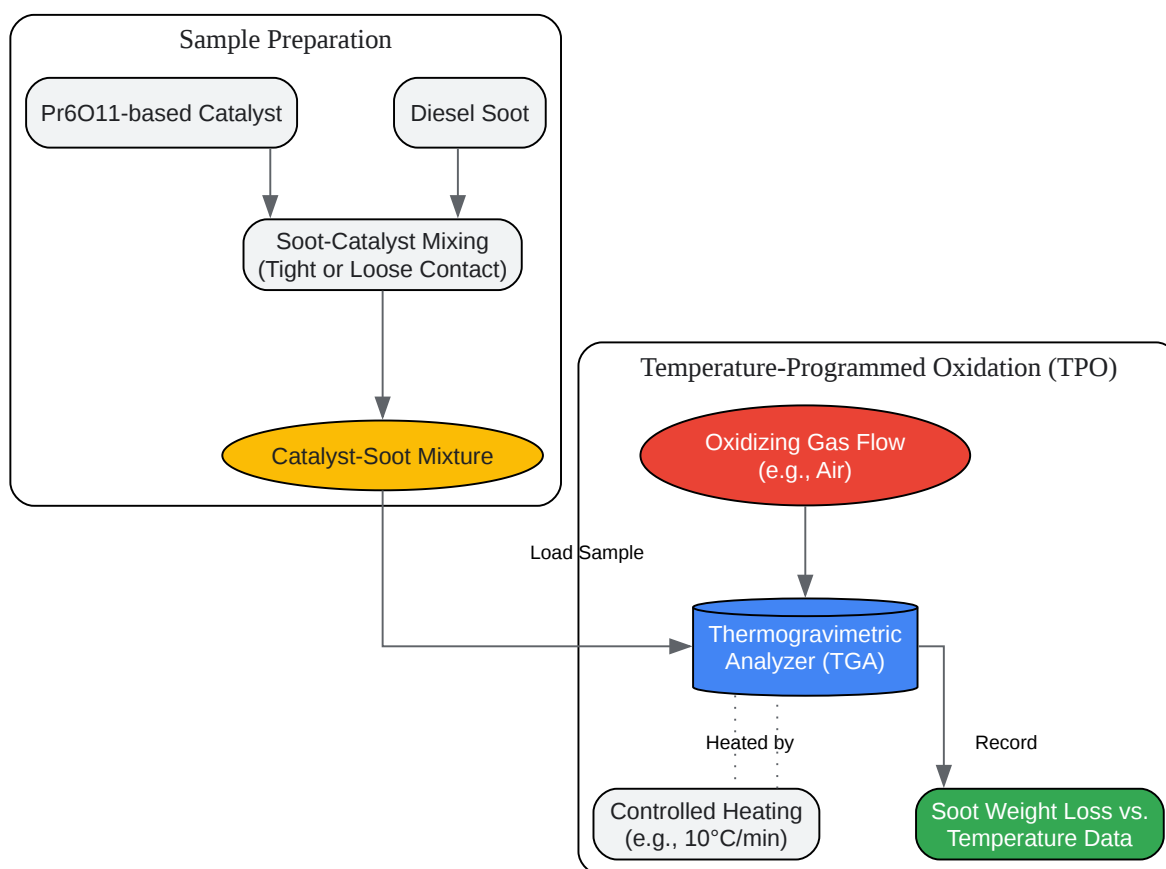 Sample Preparation
Pr6O11-based Catalyst
Diesel Soot
Soot-Catalyst Mixing
(Tight or Loose Contact)
Catalyst-Soot Mixture
Load Sample
Temperature-Programmed Oxidation (TPO)
Oxidizing Gas Flow
(e.g., Air)
Thermogravimetric
Analyzer (TGA)
Heated by
Record
Controlled Heating
(e.g., 10°C/min)
Soot Weight Loss vs.
Temperature Data